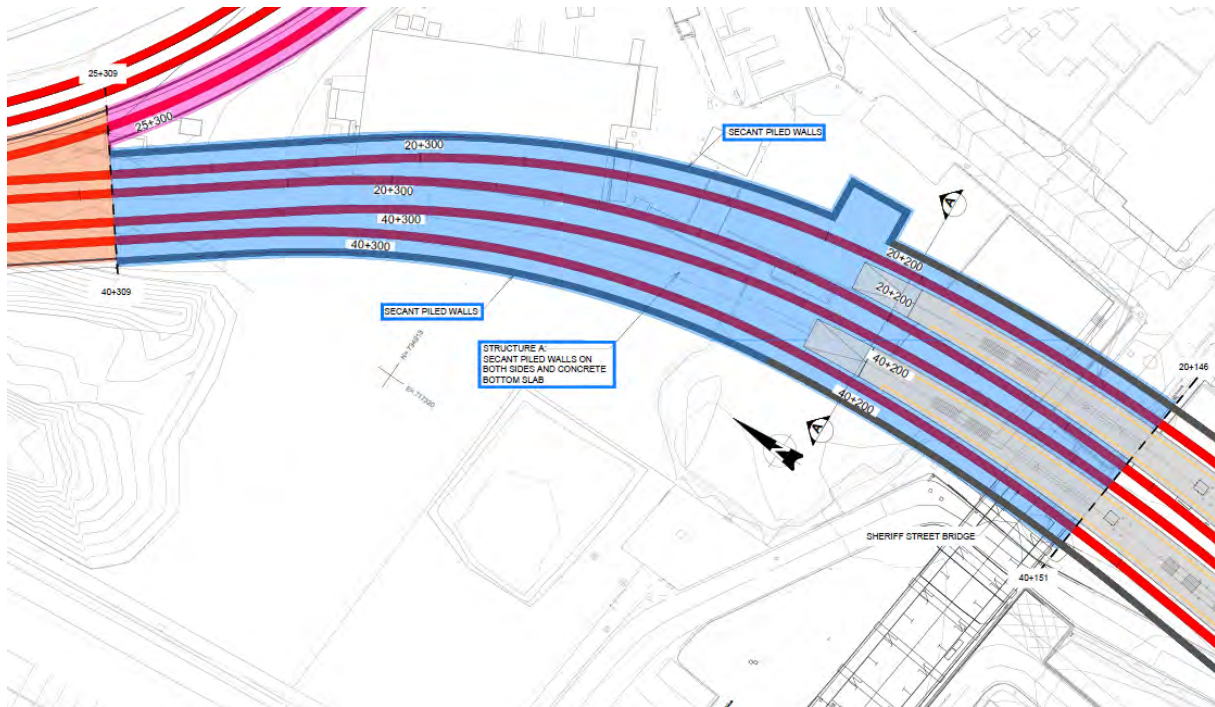 25+309
25+300
SECANT PILED WALLS
20+300
20+300
40+300
40+300
A
20+200
20+200
40+309
SECANT PILED WALLS
STRUCTURE A:
SECANT PILED WALLS ON
BOTH SIDES AND CONCRETE
BOTTOM SLAB
40+200
20+146
40+200
A
N
SHERIFF STREET BRIDGE
40+151